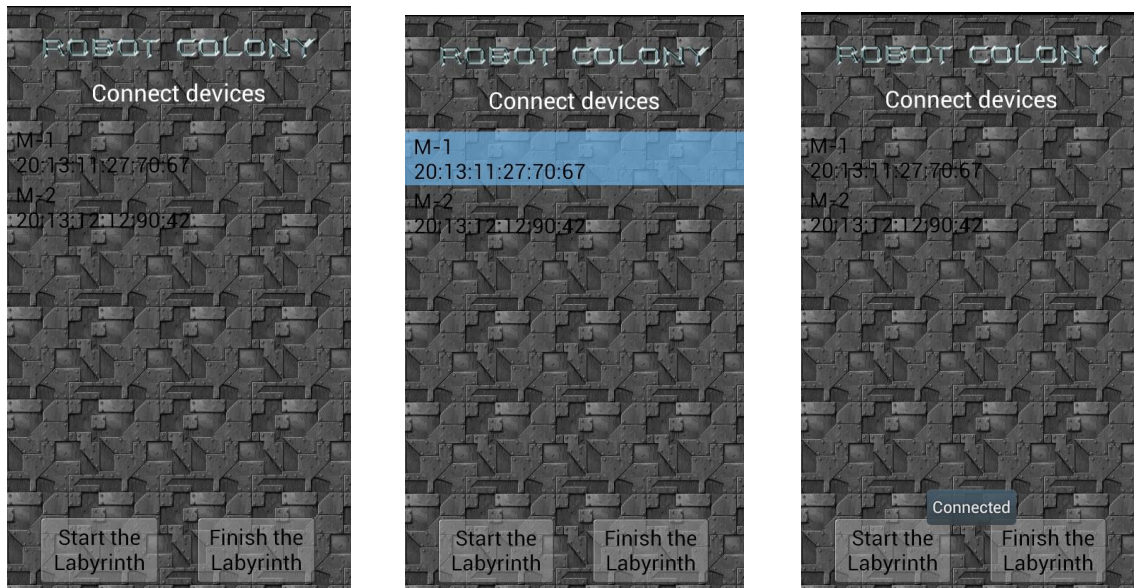 ROBOT COLONY
Connect devices
M-1
20:13:11:27:70:67
M-2
20:13:12:12:90:42
Start the
Labyrinth
Finish the
Labyrinth
ROBOT COLONY
Connect devices
M-1
20:13:11:27:70:67
M-2
20:13:12:12:90:42
Start the
Labyrinth
Finish the
Labyrinth
ROBOT COLONY
Connect devices
M-1
20:13:11:27:70:67
M-2
20:13:12:12:90:42
Connected
Start the
Labyrinth
Finish the
Labyrinth